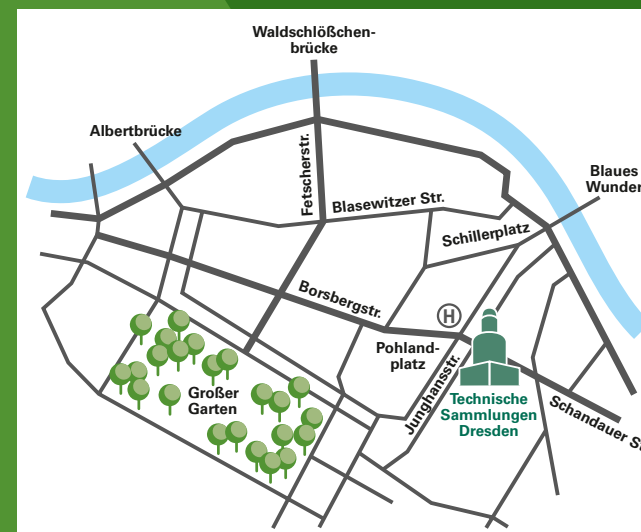 Waldschlößchen-
brücke
Albertbrücke
Fetscherstr.
Blasewitzer Str.
Blaues
Wunder
Schillerplatz
Borsbergstr.
H
Pohland-
platz
Junghansstr.
Großer
Garten
Technische
Sammlungen
Dresden
Schandauer St